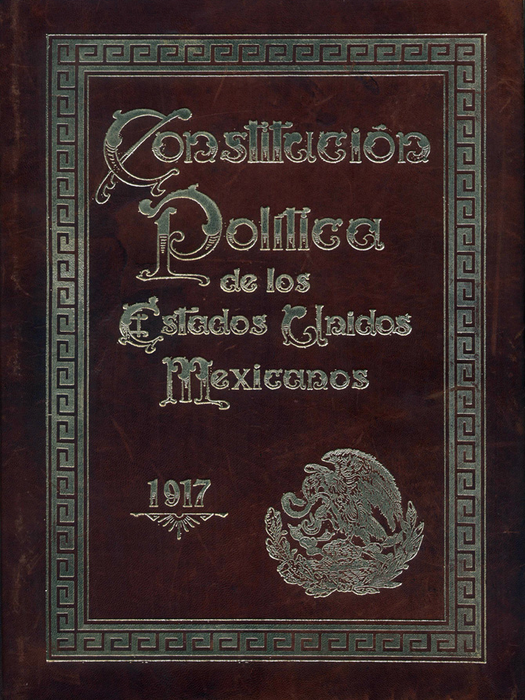 Constitución
Política
de los
Estados Unidos
Mexicanos
1917